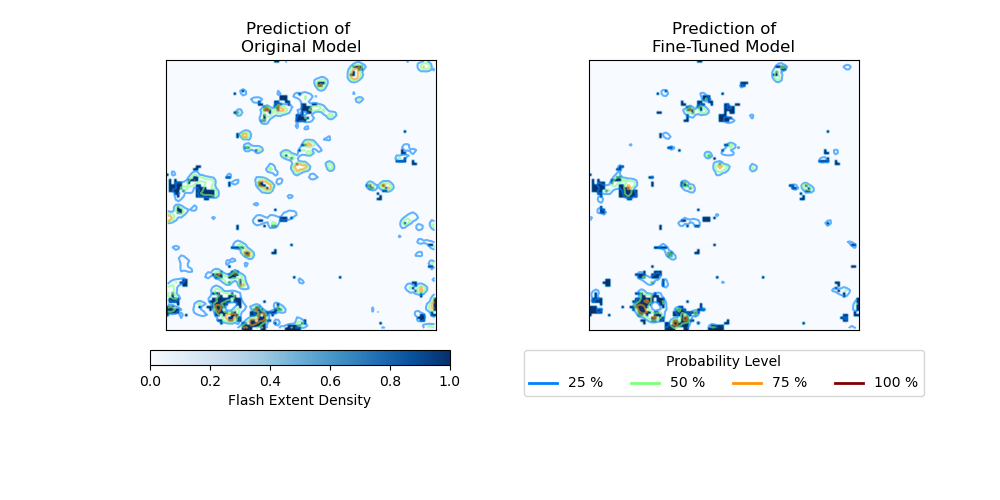 Prediction of
Original Model
Prediction of
Fine-Tuned Model
0.0 0.2 0.4 0.6 0.8 1.0
Flash Extent Density
Probability Level
25 % 50 % 75 % 100 %